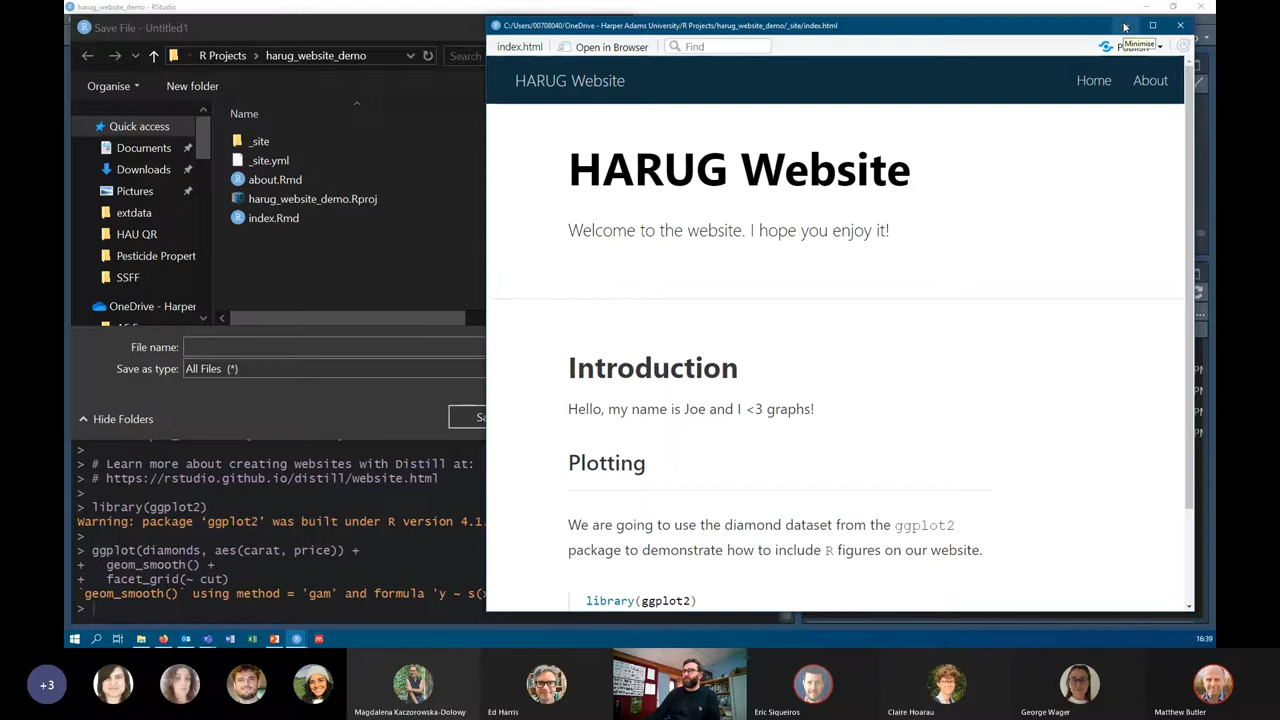 harug_website_demo - RStudio
Save File - Untitled1
R Projects
harug_website_demo
Search
Organise
New folder
Name
Quick access
Documents
Downloads
Pictures
extdata
HAU QR
Pesticide Propert
SSFF
OneDrive - Harper
_site
_site.yml
about.Rmd
harug_website_demo.Rproj
index.Rmd
File name:
Save as type:
All Files (*)
Hide Folders
Sa
>
> # Learn more about creating websites with Distill at:
> # https://rstudio.github.io/distill/website.html
>
> library(ggplot2)
Warning: package 'ggplot2' was built under R version 4.1.
>
> ggplot(diamonds, aes(carat, price)) +
+ geom_smooth() +
+ facet_grid(~ cut)
`geom_smooth()` using method = 'gam' and formula 'y ~ s(x
>
C:/Users/00708040/OneDrive - Harper Adams University/R Projects/harug_website_demo/_site/index.html
index.html
Open in Browser
Find
Minimise
HARUG Website
Home
About
HARUG Website
Welcome to the website. I hope you enjoy it!
Introduction
Hello, my name is Joe and I <3 graphs!
Plotting
We are going to use the diamond dataset from the ggplot2
package to demonstrate how to include R figures on our website.
library(ggplot2)
16:39
+3
Magdalena Kaczorowska-Dolowy
Ed Harris
Eric Siqueiros
Claire Hoarau
George Wager
Matthew Butler